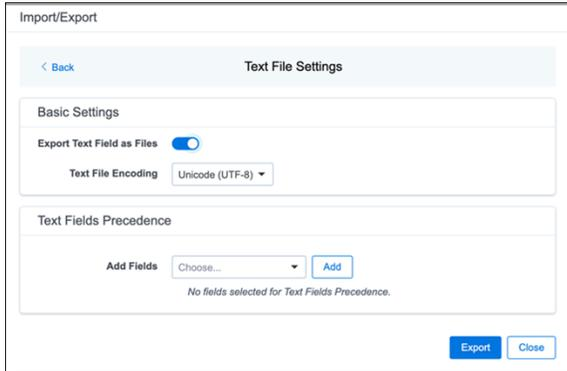 Import/Export
< Back
Text File Settings
Basic Settings
Export Text Field as Files
Text File Encoding Unicode (UTF-8)
Text Fields Precedence
Add Fields Choose... Add
No fields selected for Text Fields Precedence.
Export Close